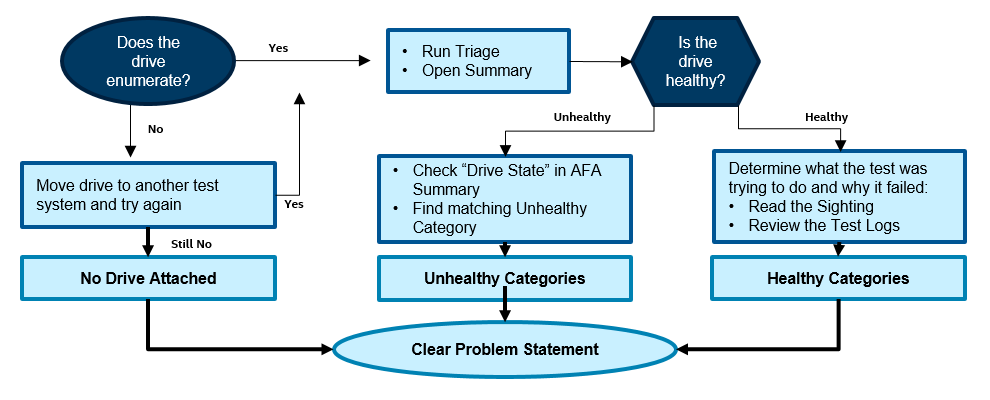 Does the
drive
enumerate?
Yes
• Run Triage
• Open Summary
Is the
drive
healthy?
No
Unhealthy
Healthy
Move drive to another test
system and try again
Yes
• Check “Drive State” in AFA
Summary
• Find matching Unhealthy
Category
Determine what the test was
trying to do and why it failed:
• Read the Sighting
• Review the Test Logs
Still No
No Drive Attached
Unhealthy Categories
Healthy Categories
Clear Problem Statement